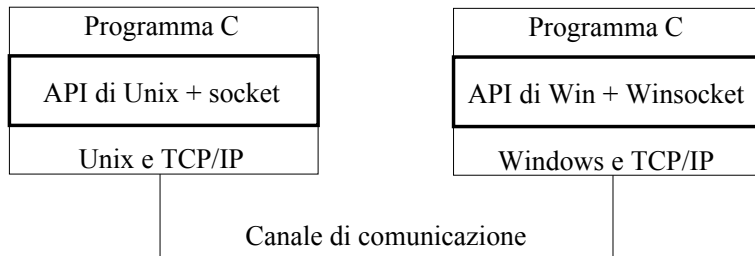 Programma C
API di Unix + socket
Unix e TCP/IP
Programma C
API di Win + Winsocket
Windows e TCP/IP
Canale di comunicazione